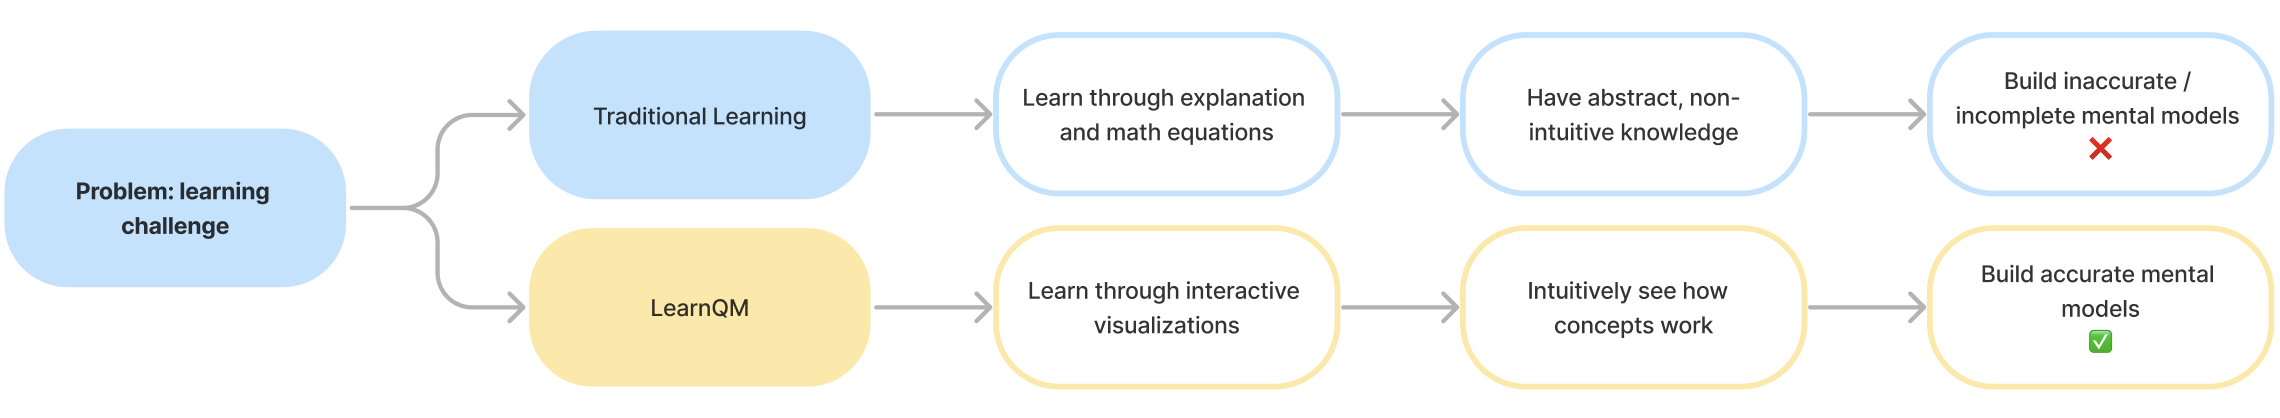 Problem: learning
challenge
Traditional Learning
Learn through explanation
and math equations
Have abstract, non-
intuitive knowledge
Build inaccurate /
incomplete mental models
LearnQM
Learn through interactive
visualizations
Intuitively see how
concepts work
Build accurate mental
models